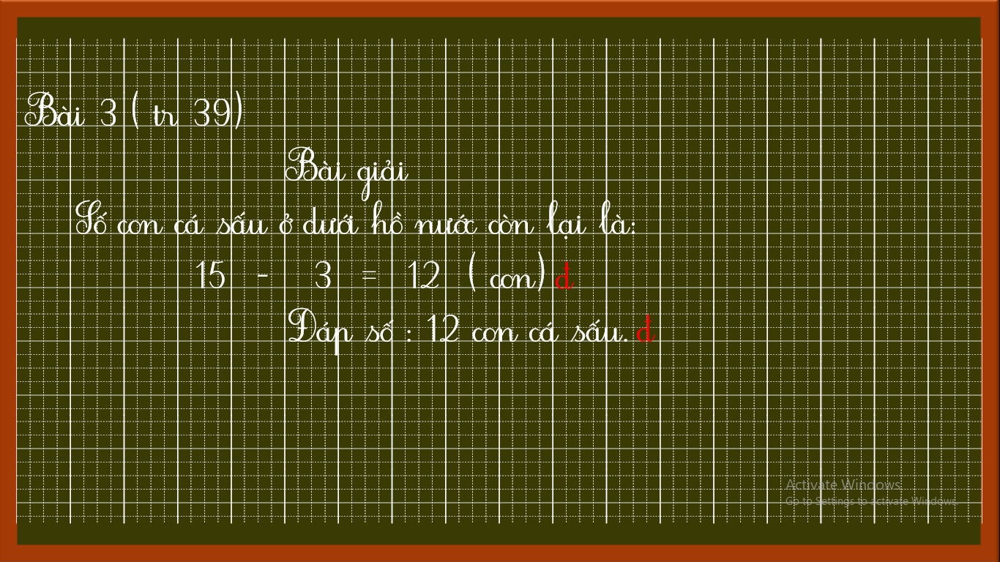 Bài 3 ( tr 39)
Bài giải
Số con cá sấu ở dưới hồ nước còn lại là:
15 - 3 = 12 ( con) đ
Đáp số : 12 con cá sấu. đ
Activate Windows
Go to Settings to activate Windows.